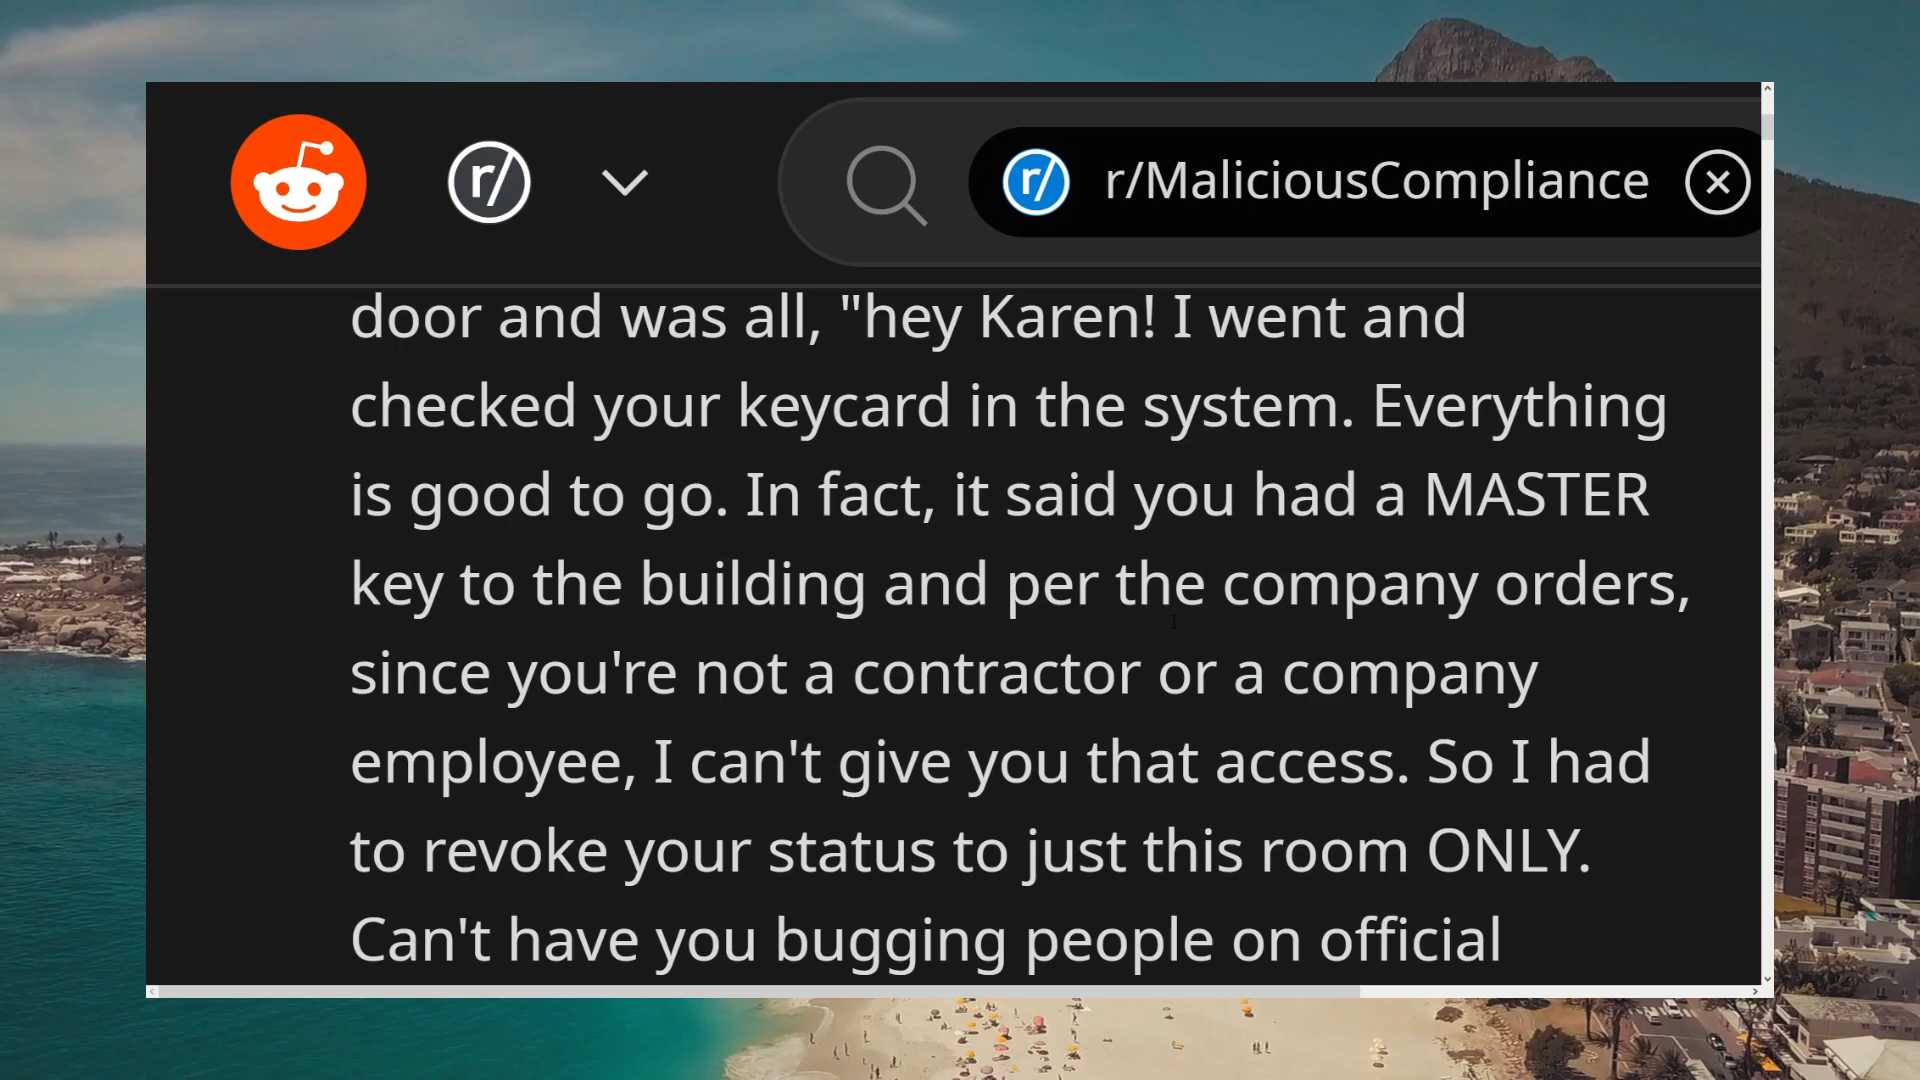 r/
r/
r/MaliciousCompliance
door and was all, "hey Karen! I went and
checked your keycard in the system. Everything
is good to go. In fact, it said you had a MASTER
key to the building and per the company orders,
since you're not a contractor or a company
employee, I can't give you that access. So I had
to revoke your status to just this room ONLY.
Can't have you bugging people on official